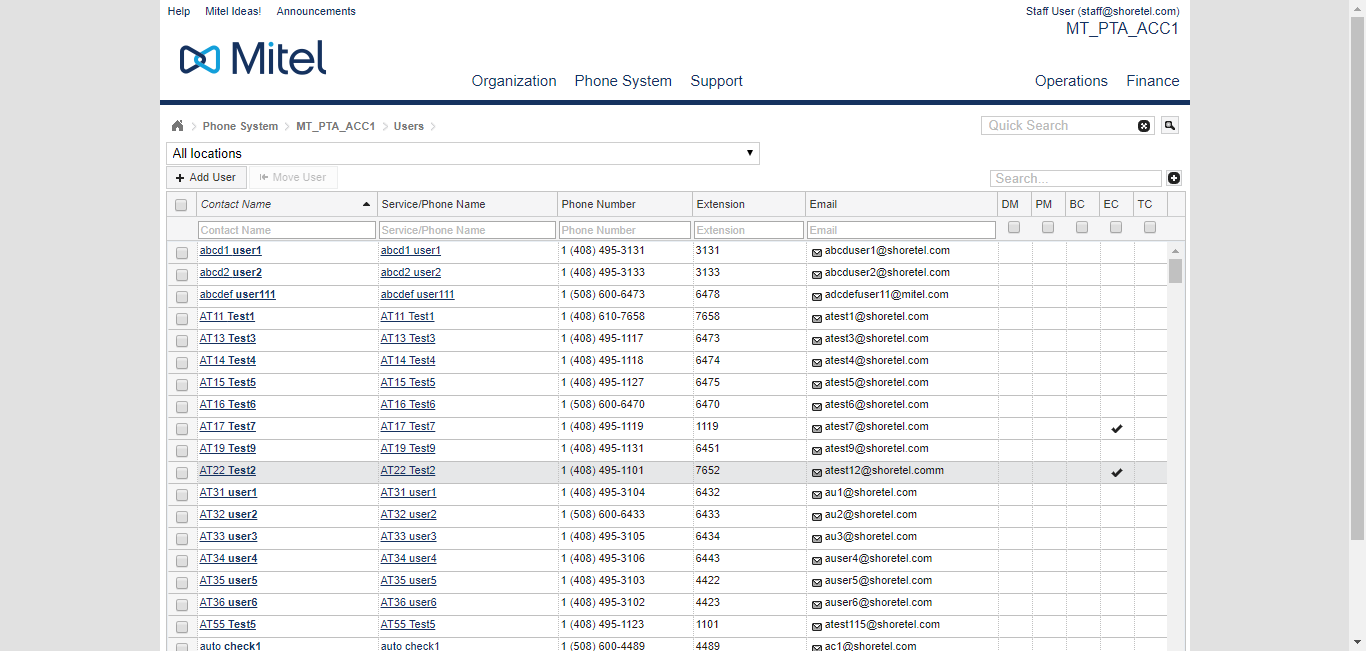 Help Mitel Ideas! Announcements Staff User (staff@shoretel.com)
MT_PTA_ACC1
Mitel
Organization Phone System Support Operations Finance
Phone System MT_PTA_ACC1 Users Quick Search
All locations
Add User Move User Search...
Contact Name Service/Phone Name Phone Number Extension Email DM PM BC EC TC
Contact Name Service/Phone Name Phone Number Extension Email
abcd1 user1 abcd1 user1 1 (408) 495-3131 3131 abcduser1@shoretel.com
abcd2 user2 abcd2 user2 1 (408) 495-3133 3133 abcduser2@shoretel.com
abcdef user111 abcdef user111 1 (508) 600-6473 6478 adcdefuser11@mitel.com
AT11 Test1 AT11 Test1 1 (408) 610-7658 7658 atest1@shoretel.com
AT13 Test3 AT13 Test3 1 (408) 495-1117 6473 atest3@shoretel.com
AT14 Test4 AT14 Test4 1 (408) 495-1118 6474 atest4@shoretel.com
AT15 Test5 AT15 Test5 1 (408) 495-1127 6475 atest5@shoretel.com
AT16 Test6 AT16 Test6 1 (508) 600-6470 6470 atest6@shoretel.com
AT17 Test7 AT17 Test7 1 (408) 495-1119 1119 atest7@shoretel.com
AT19 Test9 AT19 Test9 1 (408) 495-1131 6451 atest9@shoretel.com
AT22 Test2 AT22 Test2 1 (408) 495-1101 7652 atest12@shoretel.comm
AT31 user1 AT31 user1 1 (408) 495-3104 6432 au1@shoretel.com
AT32 user2 AT32 user2 1 (508) 600-6433 6433 au2@shoretel.com
AT33 user3 AT33 user3 1 (408) 495-3105 6434 au3@shoretel.com
AT34 user4 AT34 user4 1 (408) 495-3106 6443 auser4@shoretel.com
AT35 user5 AT35 user5 1 (408) 495-3103 4422 auser5@shoretel.com
AT36 user6 AT36 user6 1 (408) 495-3102 4423 auser6@shoretel.com
AT55 Test5 AT55 Test5 1 (408) 495-1123 1101 atest115@shoretel.com
auto check1 auto check1 1 (508) 600-4489 4489 ac1@shoretel.com